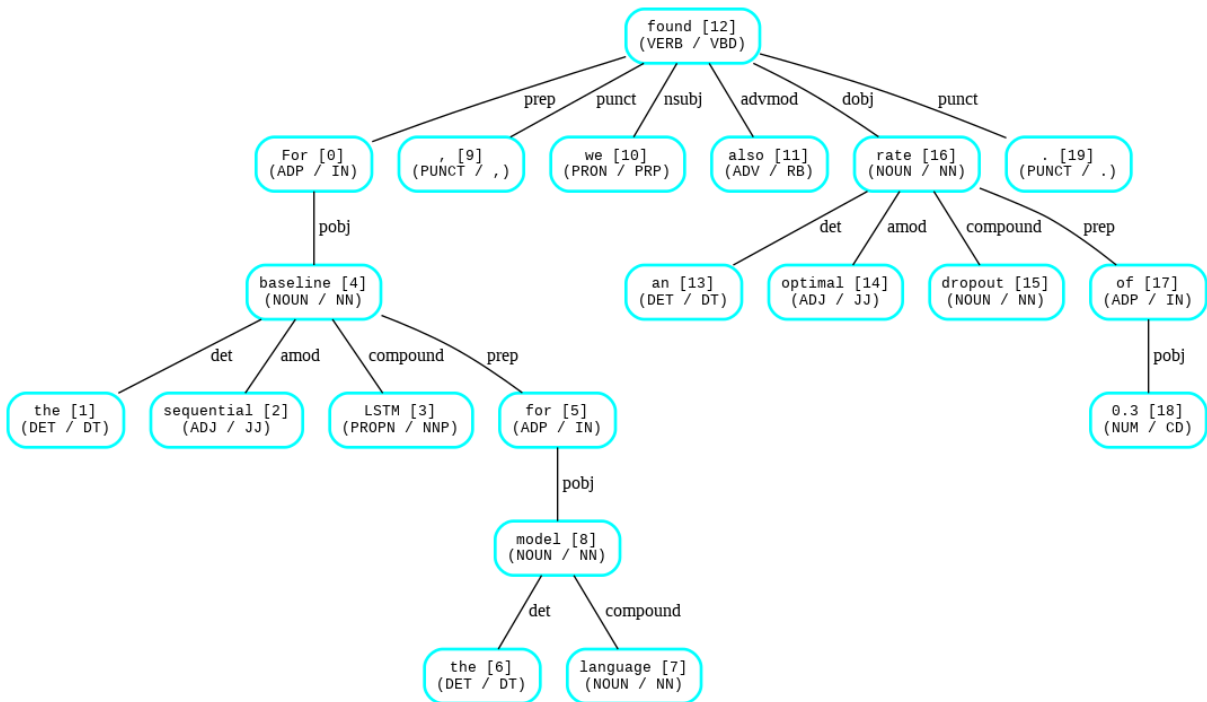 found [12]
(VERB / VBD)
prep punct nsubj advmod dobj punct
For [0] , [9] we [10] also [11] rate [16] . [19]
(ADP / IN) (PUNCT / ,) (PRON / PRP) (ADV / RB) (NOUN / NN) (PUNCT / .)
pobj det amod compound prep
baseline [4] an [13] optimal [14] dropout [15] of [17]
(NOUN / NN) (DET / DT) (ADJ / JJ) (NOUN / NN) (ADP / IN)
det amod compound prep pobj
the [1] sequential [2] LSTM [3] for [5] 0.3 [18]
(DET / DT) (ADJ / JJ) (PROPN / NNP) (ADP / IN) (NUM / CD)
pobj
model [8]
(NOUN / NN)
det compound
the [6] language [7]
(DET / DT) (NOUN / NN)